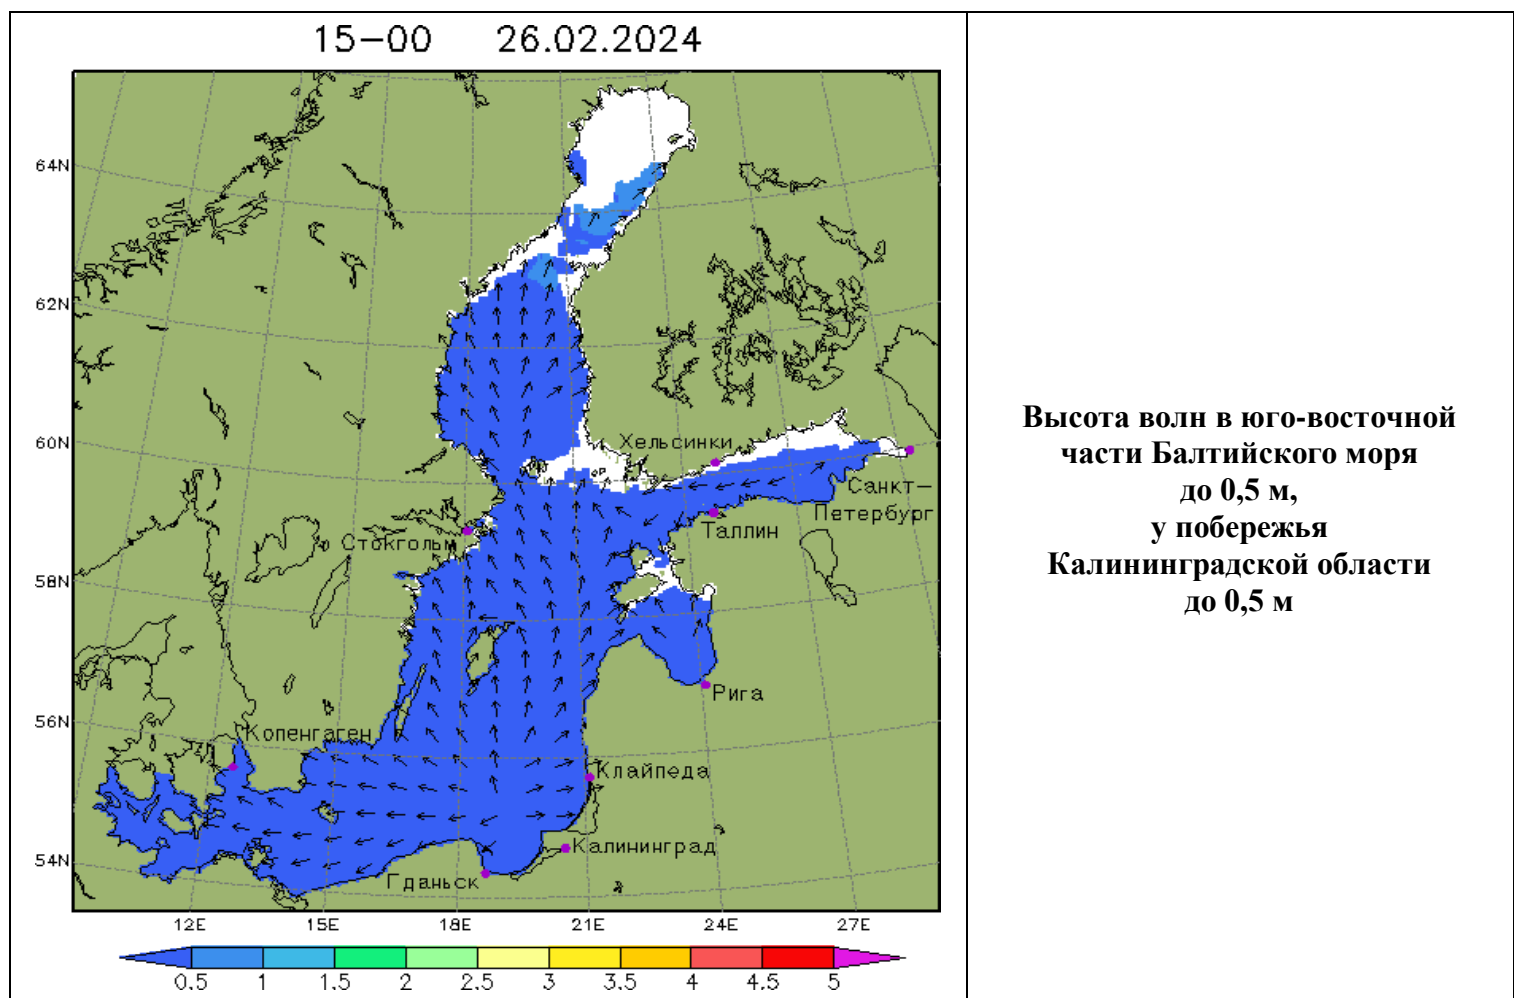 15-00 26.02.2024
64N
62N
60N
58N
56N
54N
Хельсинки
Санкт-
Петербург
Таллин
Стокгольм
Рига
Копенгаген
Клайпеда
Калининград
Гданьск
12E 15E 18E 21E 24E 27E
0.5 1 1.5 2 2.5 3 3.5 4 4.5 5
Высота волн в юго-восточной
части Балтийского моря
до 0,5 м,
у побережья
Калининградской области
до 0,5 м